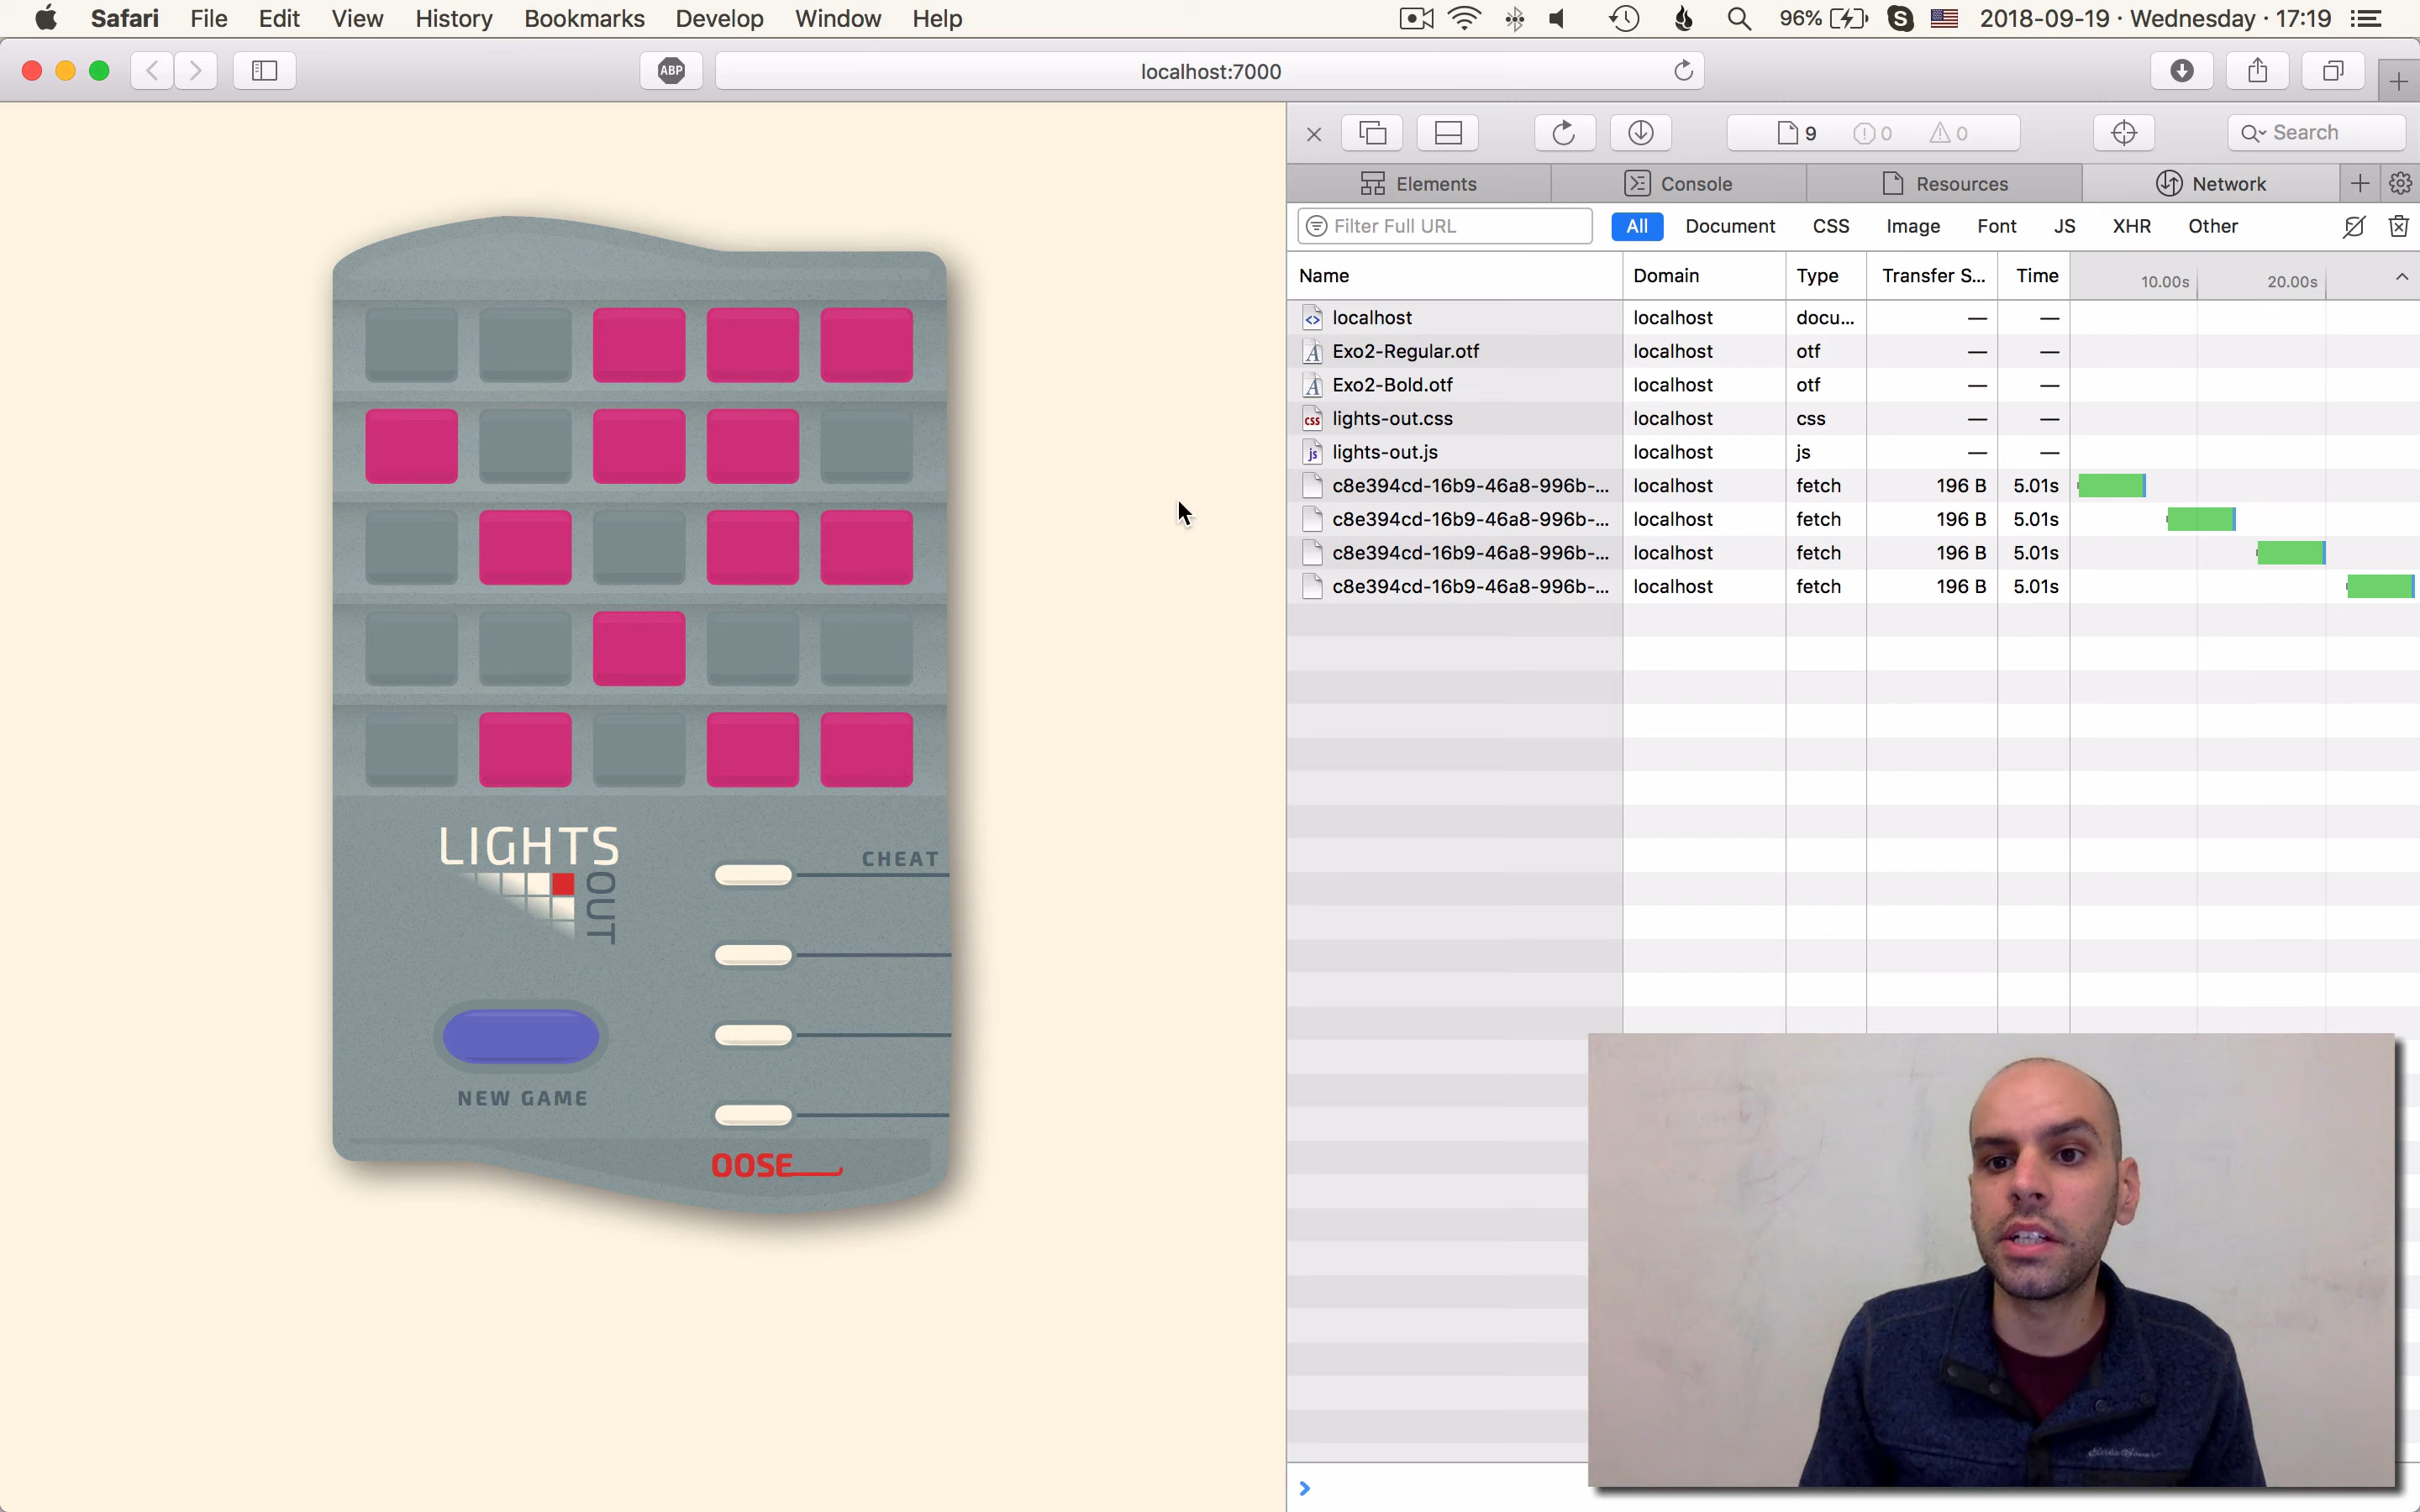 Safari File Edit View History Bookmarks Develop Window Help 96% 2018-09-19 · Wednesday · 17:19
ABP localhost:7000
9 0 0 Search
Elements Console Resources Network
Filter Full URL All Document CSS Image Font JS XHR Other
Name Domain Type Transfer S... Time 10.00s 20.00s
localhost localhost docu... — —
Exo2-Regular.otf localhost otf — —
Exo2-Bold.otf localhost otf — —
lights-out.css localhost css — —
lights-out.js localhost js — —
c8e394cd-16b9-46a8-996b-... localhost fetch 196 B 5.01s
c8e394cd-16b9-46a8-996b-... localhost fetch 196 B 5.01s
c8e394cd-16b9-46a8-996b-... localhost fetch 196 B 5.01s
c8e394cd-16b9-46a8-996b-... localhost fetch 196 B 5.01s
LIGHTS
OUT
CHEAT
NEW GAME
OOSE